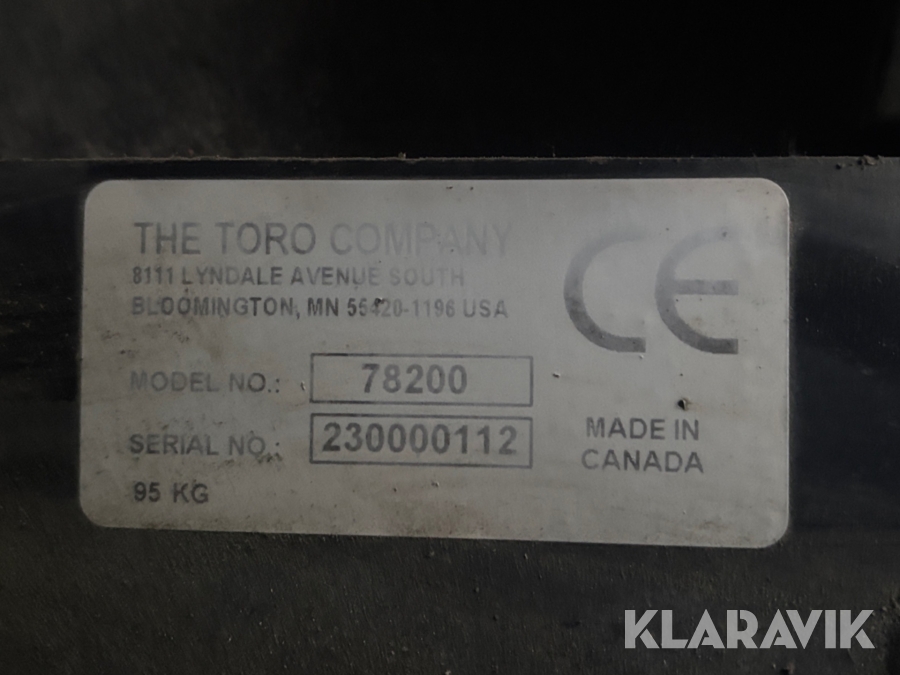 THE TORO COMPANY
8111 LYNDALE AVENUE SOUTH
BLOOMINGTON, MN 55420-1196 USA
CE
MODEL NO.: 78200
SERIAL NO.: 230000112
MADE IN
CANADA
95 KG
KLARAVIK